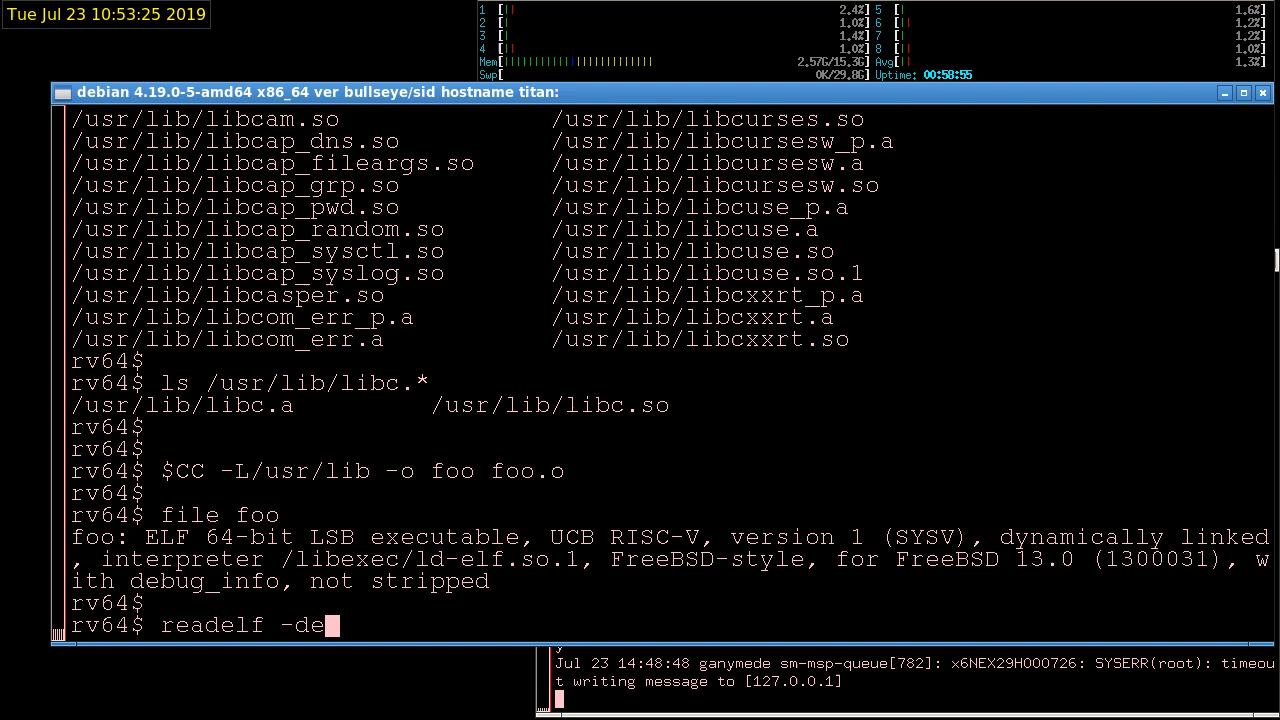 Tue Jul 23 10:53:25 2019
1 [|| 2.4%] 5 [| 1.6%]
2 [| 1.0%] 6 [|| 1.2%]
3 [| 1.4%] 7 [|| 1.2%]
4 [|| 1.0%] 8 [|| 1.0%]
Mem[||||||||||||||||||||||||||||||| 2.57G/15.3G] Avg[|| 1.3%]
Swp[ 0K/29.8G] Uptime: 00:58:55
debian 4.19.0-5-amd64 x86_64 ver bullseye/sid hostname titan:
/usr/lib/libcam.so /usr/lib/libcurses.so
/usr/lib/libcap_dns.so /usr/lib/libcursesw_p.a
/usr/lib/libcap_fileargs.so /usr/lib/libcursesw.a
/usr/lib/libcap_grp.so /usr/lib/libcursesw.so
/usr/lib/libcap_pwd.so /usr/lib/libcuse_p.a
/usr/lib/libcap_random.so /usr/lib/libcuse.a
/usr/lib/libcap_sysctl.so /usr/lib/libcuse.so
/usr/lib/libcap_syslog.so /usr/lib/libcuse.so.1
/usr/lib/libcasper.so /usr/lib/libcxxrt_p.a
/usr/lib/libcom_err_p.a /usr/lib/libcxxrt.a
/usr/lib/libcom_err.a /usr/lib/libcxxrt.so
rv64$
rv64$ ls /usr/lib/libc.*
/usr/lib/libc.a /usr/lib/libc.so
rv64$
rv64$
rv64$ $CC -L/usr/lib -o foo foo.o
rv64$
rv64$ file foo
foo: ELF 64-bit LSB executable, UCB RISC-V, version 1 (SYSV), dynamically linked
, interpreter /libexec/ld-elf.so.1, FreeBSD-style, for FreeBSD 13.0 (1300031), w
ith debug_info, not stripped
rv64$
rv64$ readelf -de
Jul 23 14:48:48 ganymede sm-msp-queue[782]: x6NEX29H000726: SYSERR(root): timeou
t writing message to [127.0.0.1]